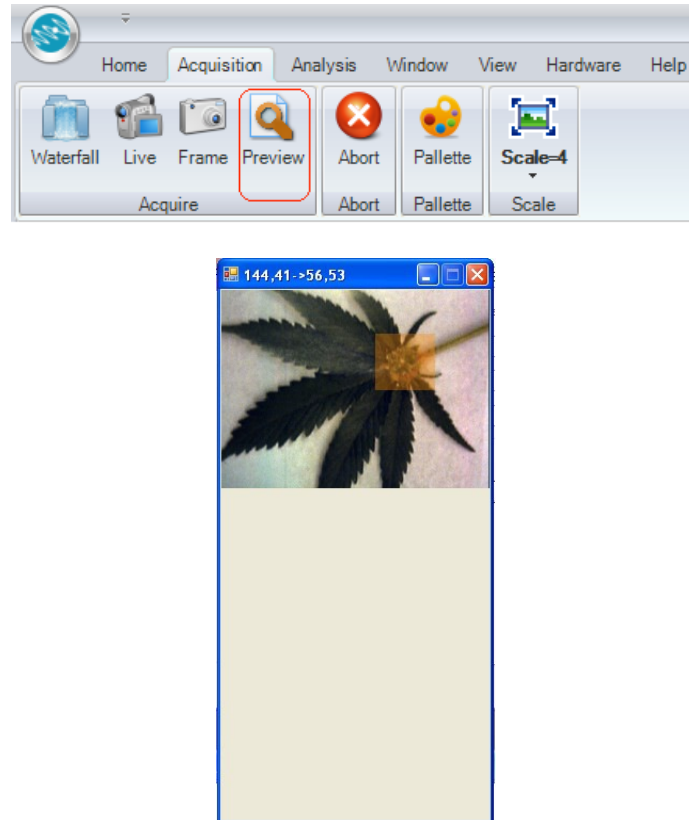 Home Acquisition Analysis Window View Hardware Help
Waterfall Live Frame Preview Abort Pallette Scale=4
Acquire Abort Pallette Scale
144,41->56,53